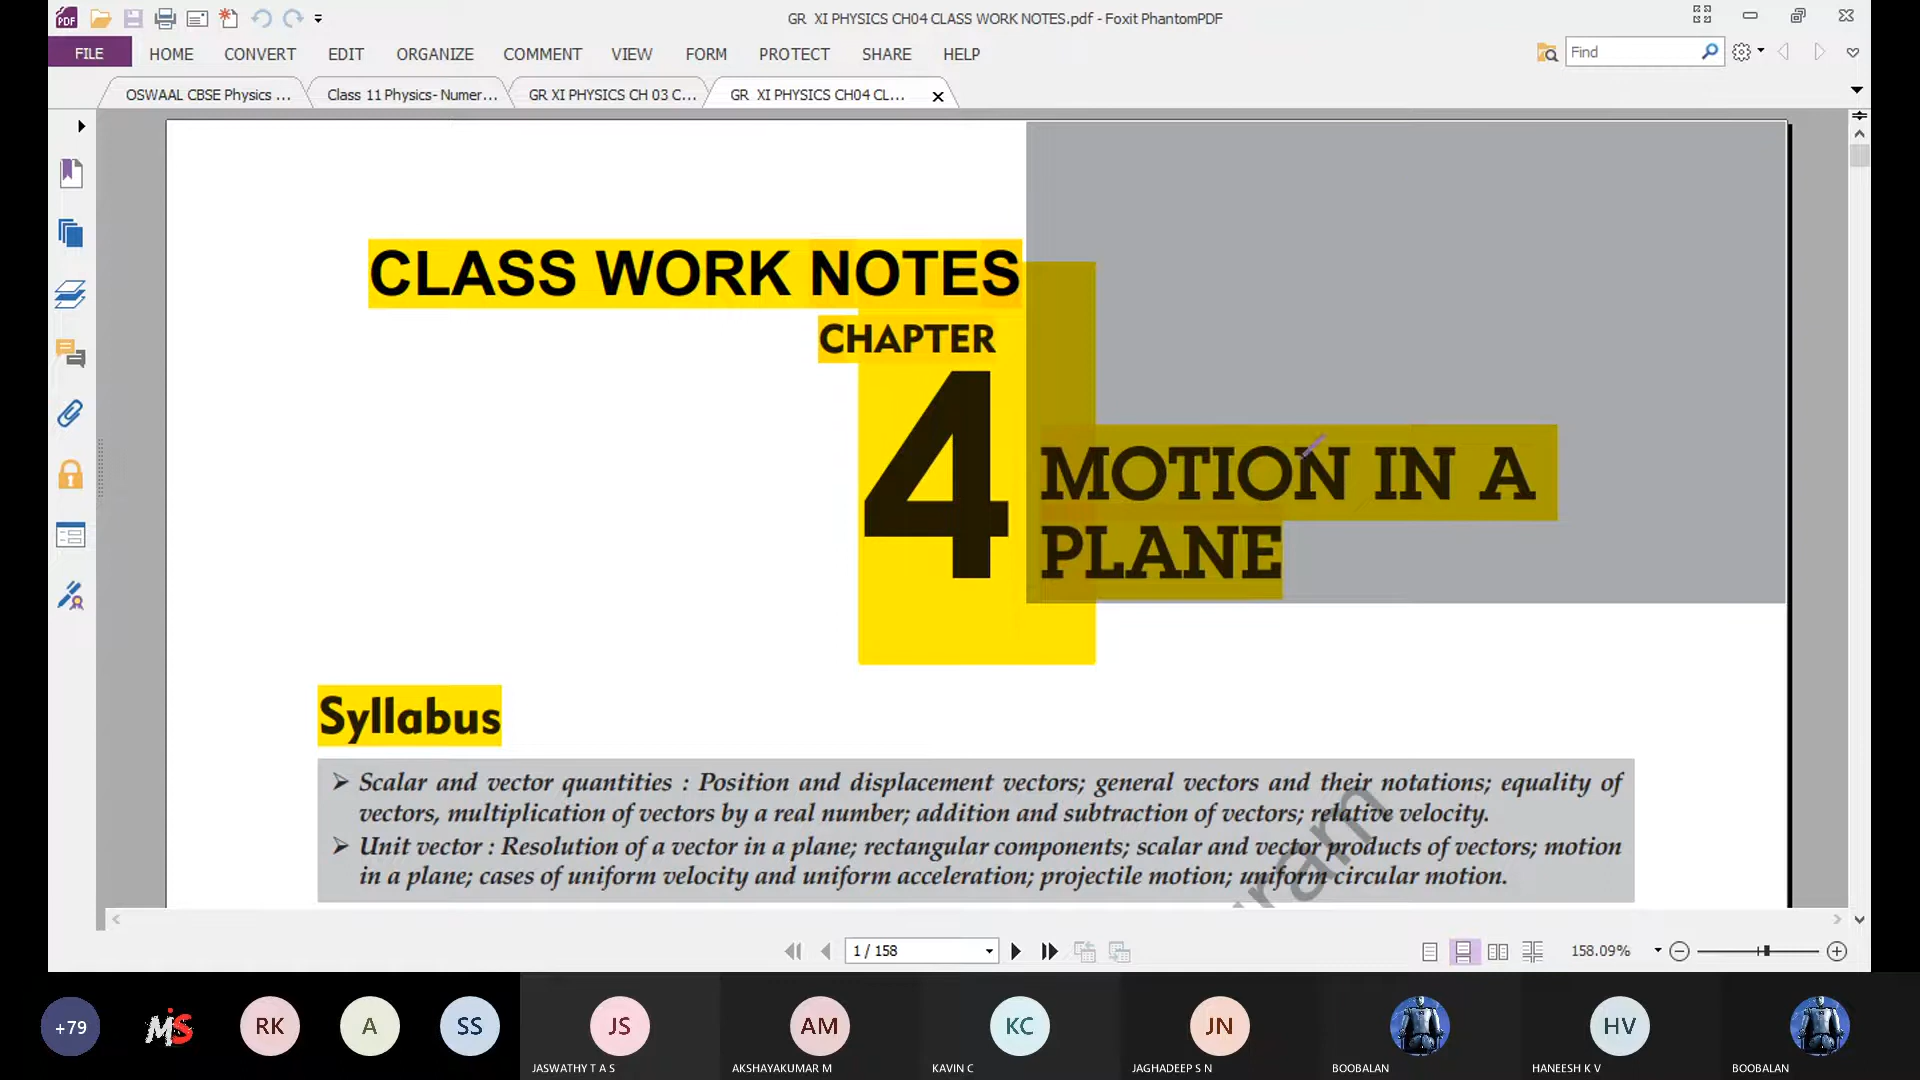 GR XI PHYSICS CH04 CLASS WORK NOTES.pdf - Foxit PhantomPDF
FILE HOME CONVERT EDIT ORGANIZE COMMENT VIEW FORM PROTECT SHARE HELP
Find
OSWAAL CBSE Physics ...
Class 11 Physics- Numer...
GR XI PHYSICS CH 03 C...
GR XI PHYSICS CH04 CL...
CLASS WORK NOTES
CHAPTER
4
MOTION IN A
PLANE
Syllabus
➢ Scalar and vector quantities : Position and displacement vectors; general vectors and their notations; equality of
vectors, multiplication of vectors by a real number; addition and subtraction of vectors; relative velocity.
➢ Unit vector : Resolution of a vector in a plane; rectangular components; scalar and vector products of vectors; motion
in a plane; cases of uniform velocity and uniform acceleration; projectile motion; uniform circular motion.
1 / 158
158.09%
+79
MS
RK
A
SS
JS
AM
KC
JN
HV
JASWATHY T A S
AKSHAYAKUMAR M
KAVIN C
JAGHADEEP S N
BOOBALAN
HANEESH K V
BOOBALAN